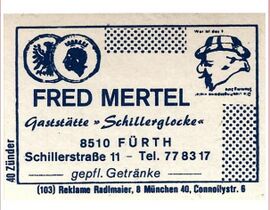 Wer ist das?
FRED MERTEL
Gaststätte » Schillerglocke «
8510 FÜRTH
Schillerstraße 11 - Tel. 77 83 17
gepfl. Getränke
40 Zünder
(103) Reklame Radlmaier, 8 München 40, Connollystr. 6